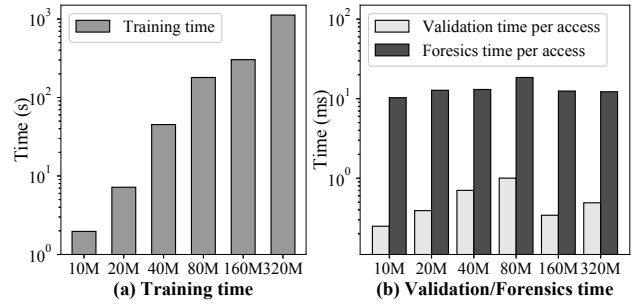 Time (s)
10^3
10^2
10^1
10^0
Training time
10M 20M 40M 80M 160M 320M
(a) Training time
Time (ms)
10^2
10^1
10^0
Validation time per access
Foresics time per access
10M 20M 40M 80M 160M 320M
(b) Validation/Forensics time